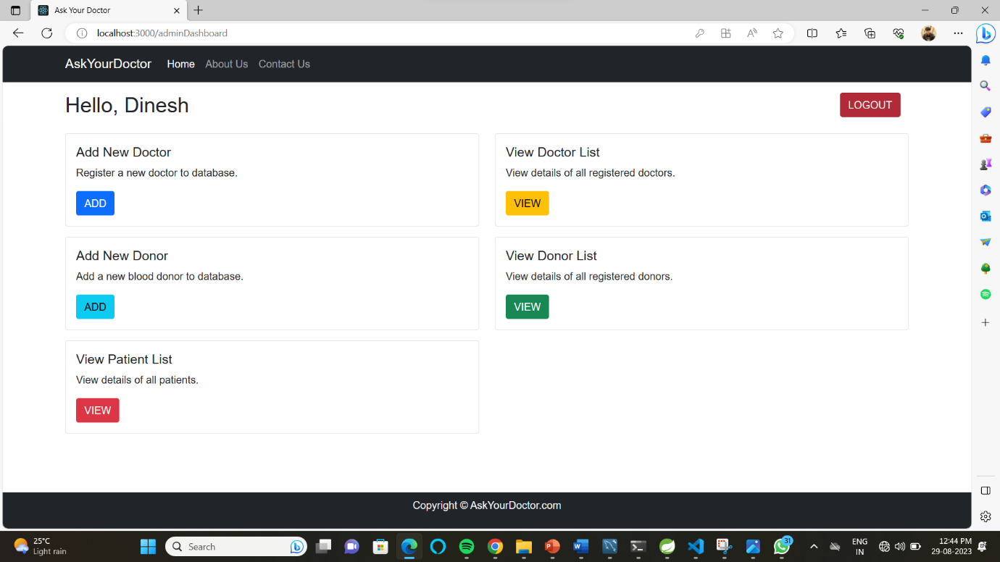 Ask Your Doctor
localhost:3000/adminDashboard
AskYourDoctor Home About Us Contact Us
Hello, Dinesh
LOGOUT
Add New Doctor
Register a new doctor to database.
ADD
View Doctor List
View details of all registered doctors.
VIEW
Add New Donor
Add a new blood donor to database.
ADD
View Donor List
View details of all registered donors.
VIEW
View Patient List
View details of all patients.
VIEW
Copyright © AskYourDoctor.com
25°C
Light rain
Search
31
ENG
IN
12:44 PM
29-08-2023